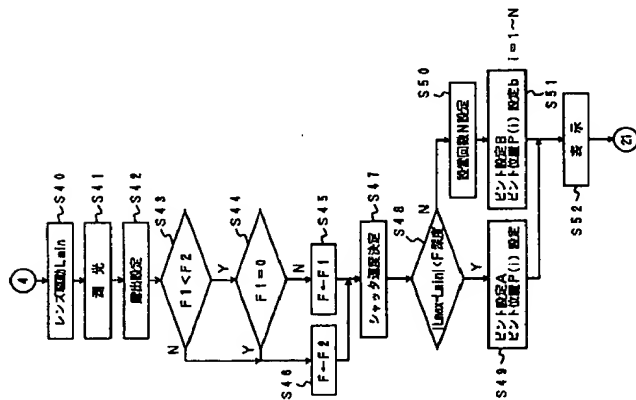 4
レンズ駆動Lmin
S40
測光
S41
露出設定
S42
F1<F2
S43
N
Y
F1=0
S44
Y
N
F←F2
S46
F←F1
S45
シャッタ速度決定
S47
|Lmax-Lmin|<F深度
S48
N
Y
設定回数N設定
S50
ピント設定A
ピント位置P(i) 設定
S49
ピント設定B
ピント位置P(i) 設定b
i=1~N
S51
表示
S52
21